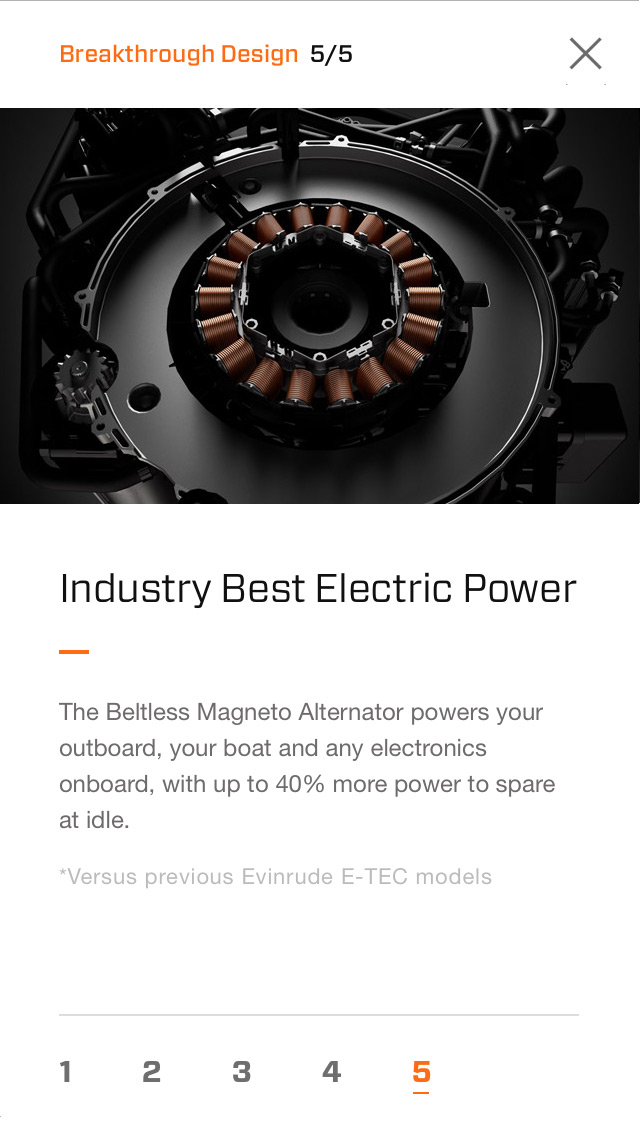 Breakthrough Design 5/5
Industry Best Electric Power
The Beltless Magneto Alternator powers your
outboard, your boat and any electronics
onboard, with up to 40% more power to spare
at idle.
*Versus previous Evinrude E-TEC models
1 2 3 4 5